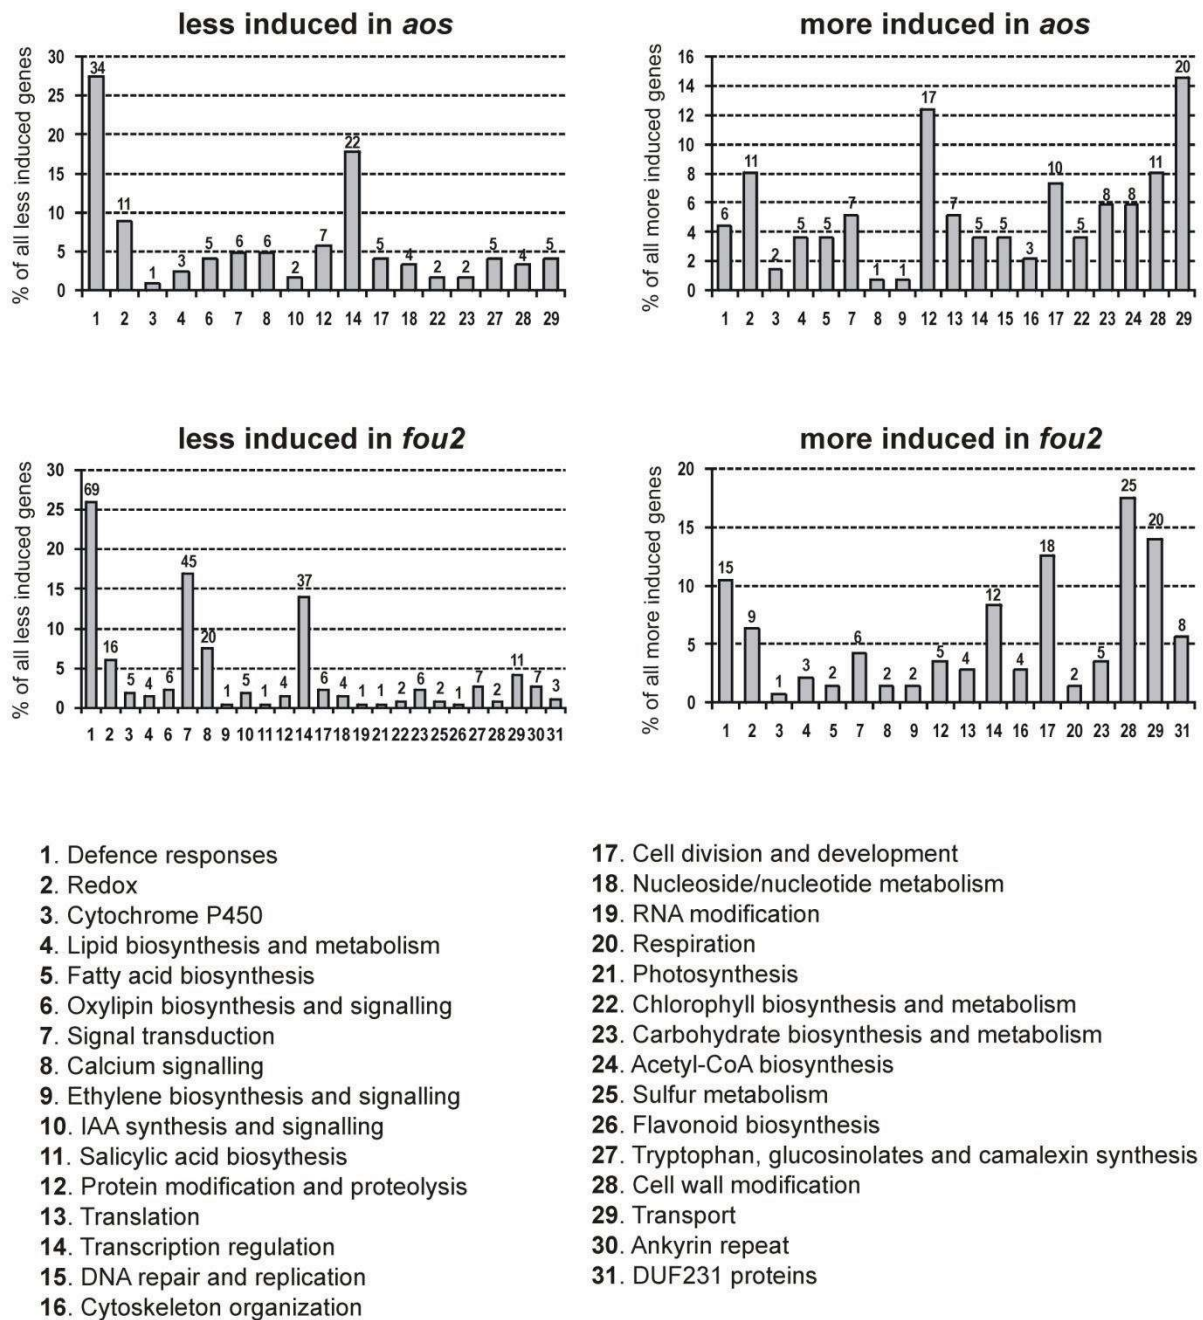 less induced in aos
% of all less induced genes
30
25
20
15
10
5
0
34 11 1 3 5 6 6 2 7 22 5 4 2 2 5 4 5
1 2 3 4 6 7 8 10 12 14 17 18 22 23 27 28 29
more induced in aos
% of all more induced genes
16
14
12
10
8
6
4
2
0
6 11 2 5 5 7 1 1 17 7 5 5 3 10 5 8 8 11 20
1 2 3 4 5 7 8 9 12 13 14 15 16 17 22 23 24 28 29
less induced in fou2
% of all less induced genes
30
25
20
15
10
5
0
69 16 5 4 6 45 20 1 5 1 4 37 6 4 1 1 2 6 2 1 7 2 11 7 3
1 2 3 4 6 7 8 9 10 11 12 14 17 18 19 21 22 23 25 26 27 28 29 30 31
more induced in fou2
% of all more induced genes
20
15
10
5
0
15 9 1 3 2 6 2 2 5 4 12 4 18 2 5 25 20 8
1 2 3 4 5 7 8 9 12 13 14 16 17 20 23 28 29 31
1. Defence responses
2. Redox
3. Cytochrome P450
4. Lipid biosynthesis and metabolism
5. Fatty acid biosynthesis
6. Oxylipin biosynthesis and signalling
7. Signal transduction
8. Calcium signalling
9. Ethylene biosynthesis and signalling
10. IAA synthesis and signalling
11. Salicylic acid biosythesis
12. Protein modification and proteolysis
13. Translation
14. Transcription regulation
15. DNA repair and replication
16. Cytoskeleton organization
17. Cell division and development
18. Nucleoside/nucleotide metabolism
19. RNA modification
20. Respiration
21. Photosynthesis
22. Chlorophyll biosynthesis and metabolism
23. Carbohydrate biosynthesis and metabolism
24. Acetyl-CoA biosynthesis
25. Sulfur metabolism
26. Flavonoid biosynthesis
27. Tryptophan, glucosinolates and camalexin synthesis
28. Cell wall modification
29. Transport
30. Ankyrin repeat
31. DUF231 proteins